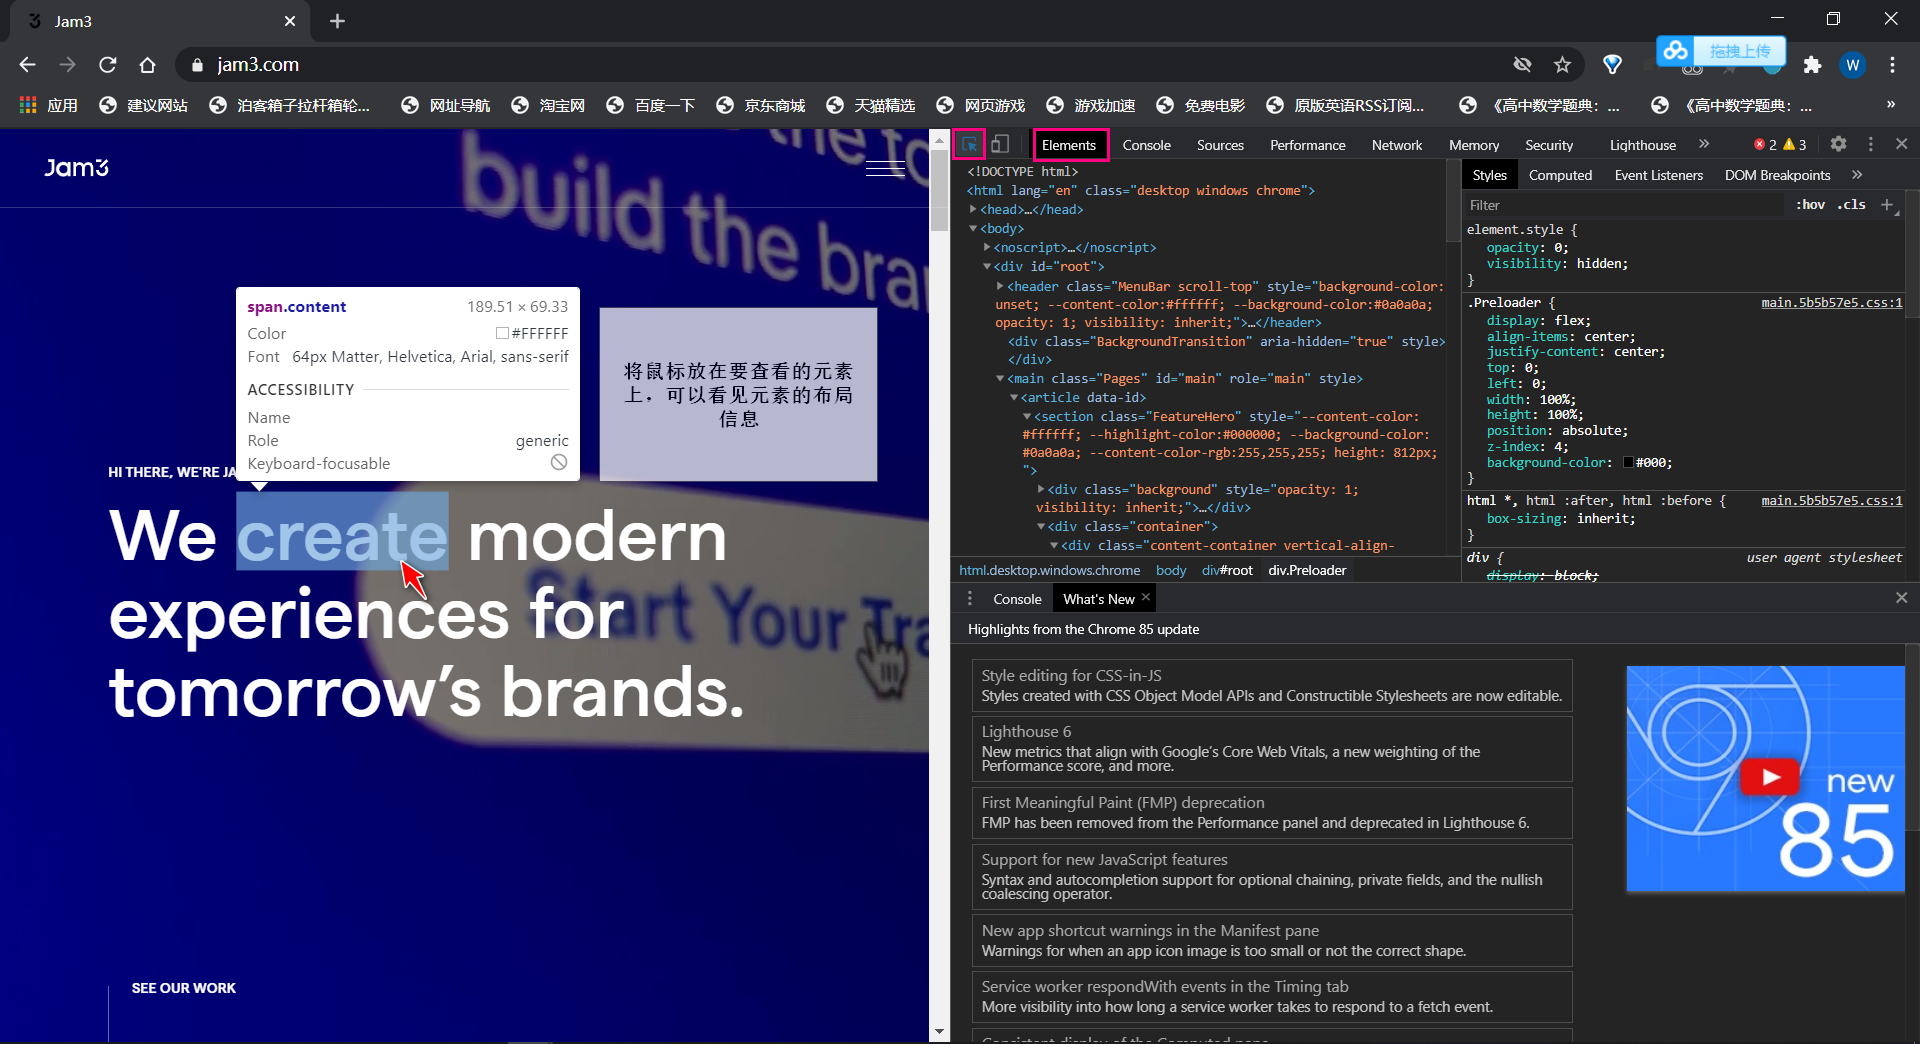 Jam3
jam3.com
拖拽上传
W
应用
建议网站
泊客箱子拉杆箱轮...
网址导航
淘宝网
百度一下
京东商城
天猫精选
网页游戏
游戏加速
免费电影
原版英语RSS订阅...
《高中数学题典: ...
《高中数学题典: ...
»
build the bran
Jam3
span.content 189.51 × 69.33
Color #FFFFFF
Font 64px Matter, Helvetica, Arial, sans-serif
ACCESSIBILITY
Name
Role generic
Keyboard-focusable
将鼠标放在要查看的元素
上，可以看见元素的布局
信息
HI THERE, WE'RE JA
We create modern
experiences for
tomorrow’s brands.
Start Your Tra
SEE OUR WORK
Elements Console Sources Performance Network Memory Security Lighthouse » 2 3
<!DOCTYPE html>
<html lang="en" class="desktop windows chrome">
<head>…</head>
<body>
<noscript>…</noscript>
<div id="root">
<header class="MenuBar scroll-top" style="background-color:
unset; --content-color:#ffffff; --background-color:#0a0a0a;
opacity: 1; visibility: inherit;">…</header>
<div class="BackgroundTransition" aria-hidden="true" style>
</div>
<main class="Pages" id="main" role="main" style>
<article data-id>
<section class="FeatureHero" style="--content-color:
#ffffff; --highlight-color:#000000; --background-color:
#0a0a0a; --content-color-rgb:255,255,255; height: 812px;
">
<div class="background" style="opacity: 1;
visibility: inherit;">…</div>
<div class="container">
<div class="content-container vertical-align-
html.desktop.windows.chrome body div#root div.Preloader
Styles Computed Event Listeners DOM Breakpoints »
Filter :hov .cls +
element.style {
opacity: 0;
visibility: hidden;
}
.Preloader { main.5b5b57e5.css:1
display: flex;
align-items: center;
justify-content: center;
top: 0;
left: 0;
width: 100%;
height: 100%;
position: absolute;
z-index: 4;
background-color: #000;
}
html *, html :after, html :before { main.5b5b57e5.css:1
box-sizing: inherit;
}
div { user agent stylesheet
display: block;
Console What's New
Highlights from the Chrome 85 update
Style editing for CSS-in-JS
Styles created with CSS Object Model APIs and Constructible Stylesheets are now editable.
Lighthouse 6
New metrics that align with Google’s Core Web Vitals, a new weighting of the
Performance score, and more.
First Meaningful Paint (FMP) deprecation
FMP has been removed from the Performance panel and deprecated in Lighthouse 6.
Support for new JavaScript features
Syntax and autocompletion support for optional chaining, private fields, and the nullish
coalescing operator.
New app shortcut warnings in the Manifest pane
Warnings for when an app icon image is too small or not the correct shape.
Service worker respondWith events in the Timing tab
More visibility into how long a service worker takes to respond to a fetch event.
new
85